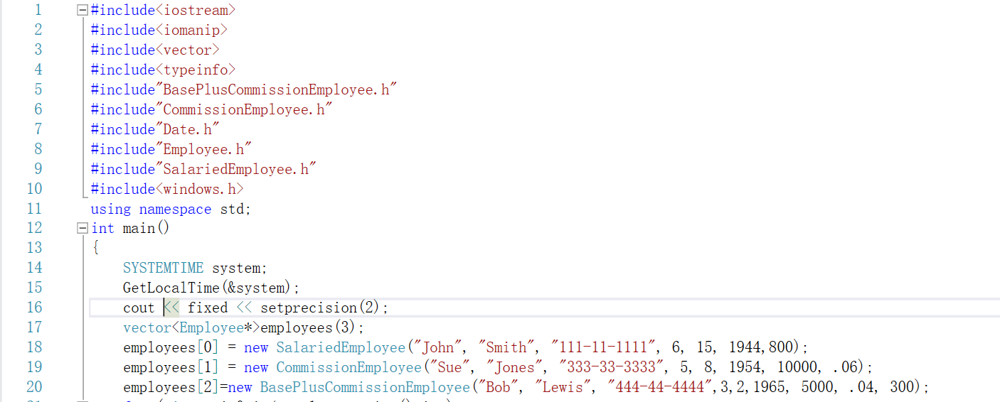 1 #include<iostream>
2 #include<iomanip>
3 #include<vector>
4 #include<typeinfo>
5 #include"BasePlusCommissionEmployee.h"
6 #include"CommissionEmployee.h"
7 #include"Date.h"
8 #include"Employee.h"
9 #include"SalariedEmployee.h"
10 #include<windows.h>
11 using namespace std;
12 int main()
13 {
14 SYSTEMTIME system;
15 GetLocalTime(&system);
16 cout << fixed << setprecision(2);
17 vector<Employee*>employees(3);
18 employees[0] = new SalariedEmployee("John", "Smith", "111-11-1111", 6, 15, 1944,800);
19 employees[1] = new CommissionEmployee("Sue", "Jones", "333-33-3333", 5, 8, 1954, 10000, .06);
20 employees[2]=new BasePlusCommissionEmployee("Bob", "Lewis", "444-44-4444",3,2,1965, 5000, .04, 300);